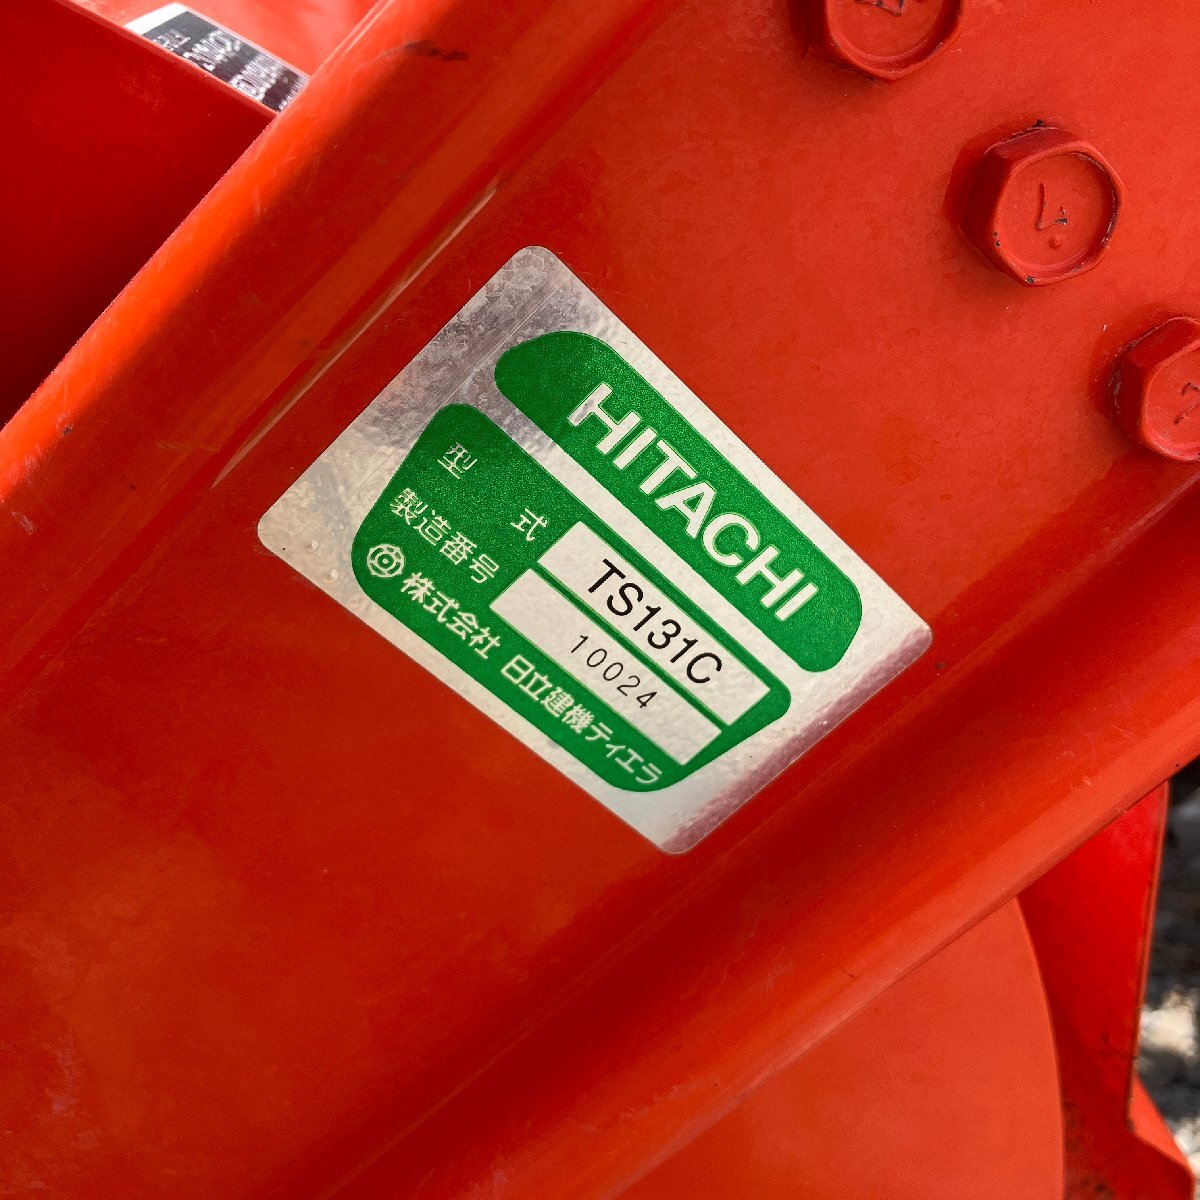 HITACHI
型式 TS131C
製造番号 10024
株式会社 日立建機ティエラ